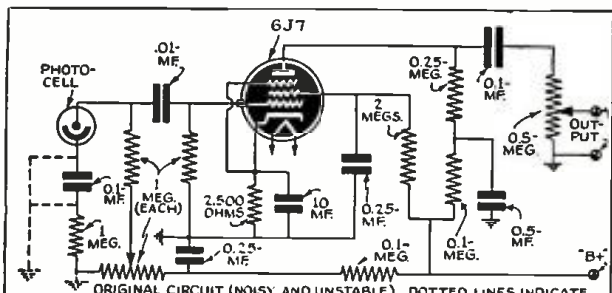 6J7
PHOTO-
CELL
.01-
MF.
0.25-
MEG.
0.1-
MF.
2
MEGS.
0.5-
MEG.
OUT-
PUT
0.1-
MF.
1
MEG.
(EACH)
2,500
OHMS
10
MF.
0.25-
MF.
0.1-
MEG.
0.5-
MF.
1
MEG.
0.25-
MF.
0.1-
MEG.
"B+"
ORIGINAL CIRCUIT (NOISY AND UNSTABLE) DOTTED LINES INDICATE